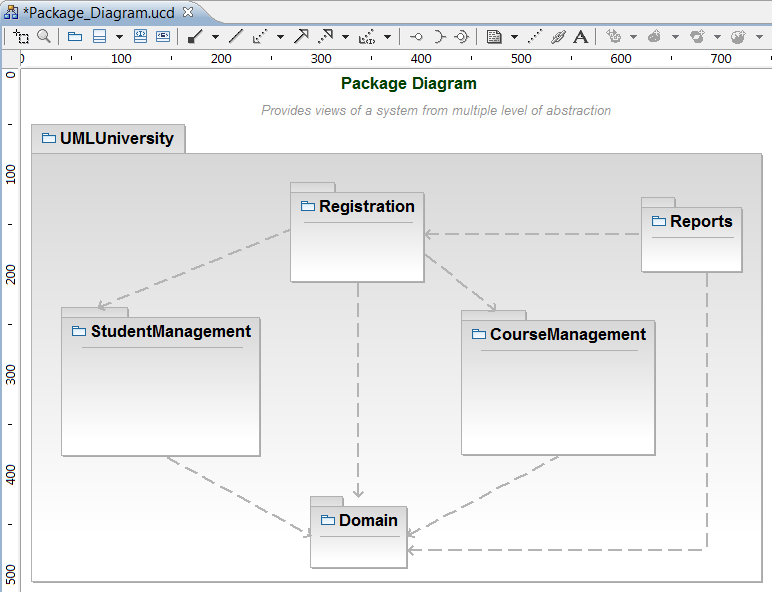 *Package_Diagram.ucd
0 100 200 300 400 500 600 700
Package Diagram
Provides views of a system from multiple level of abstraction
UMLUniversity
Registration
Reports
StudentManagement
CourseManagement
Domain
0
100
200
300
400
500